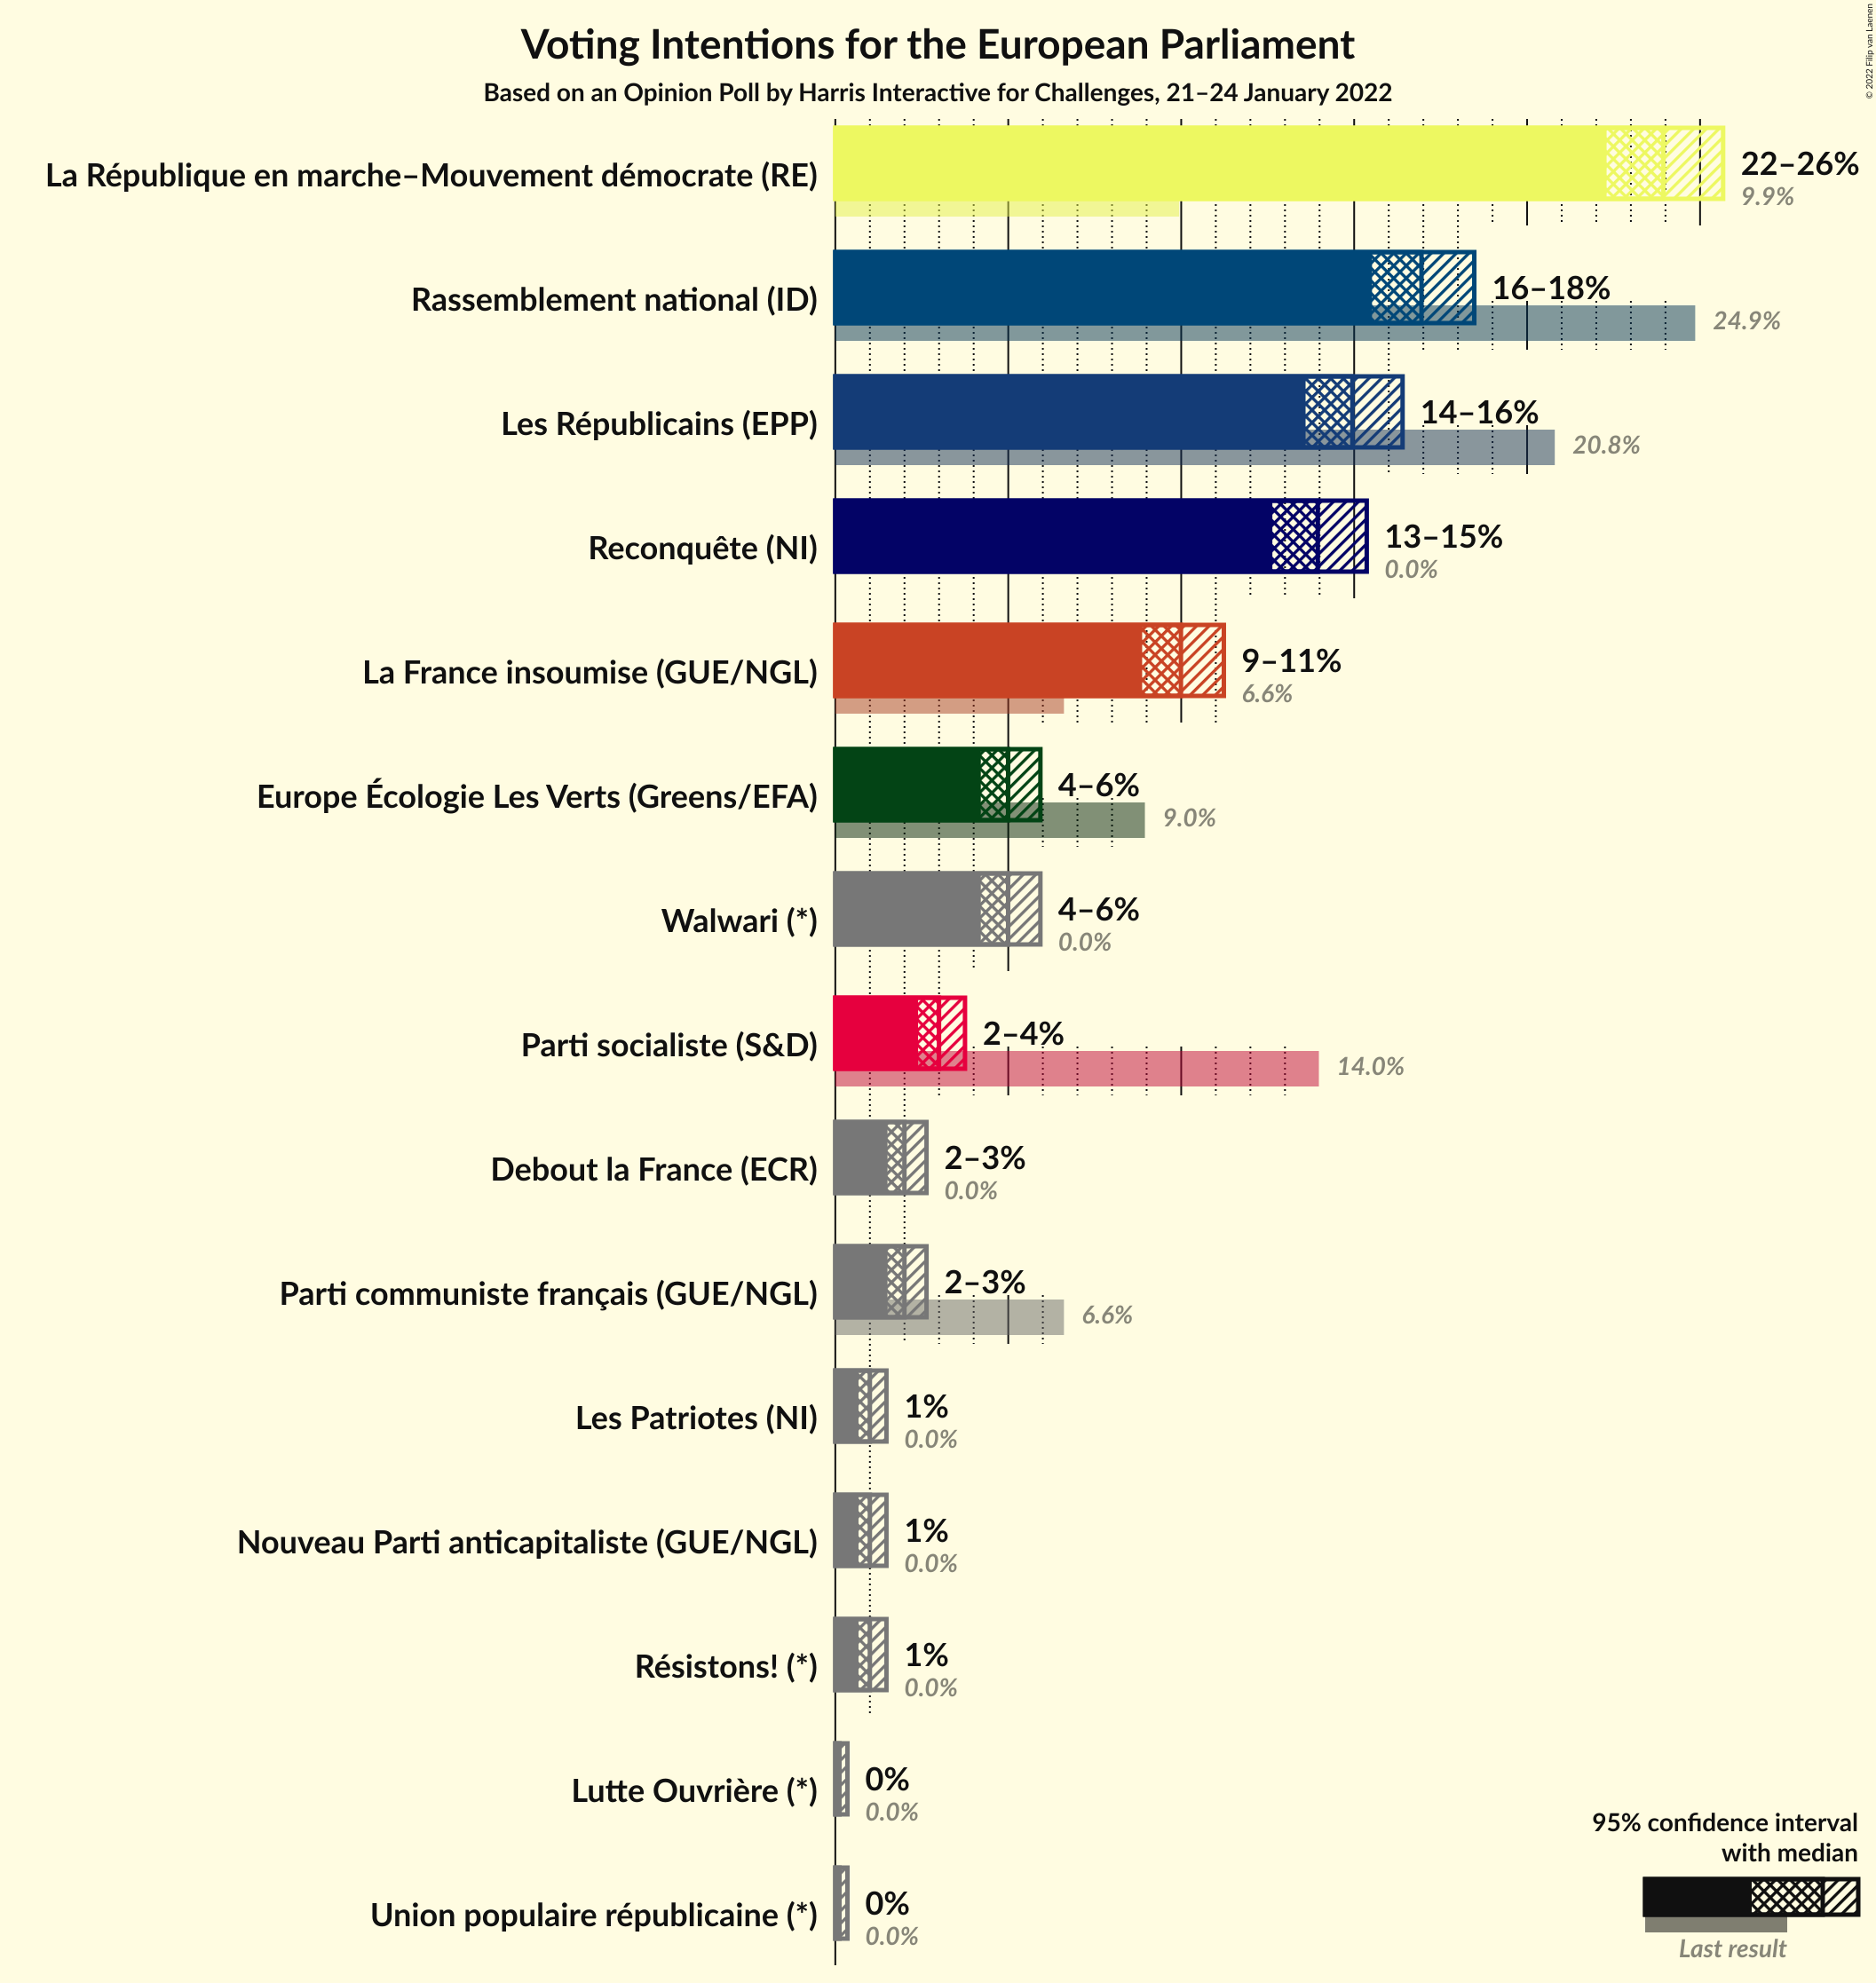 Voting Intentions for the European Parliament
Based on an Opinion Poll by Harris Interactive for Challenges, 21–24 January 2022
© 2022 Filip van Laenen
La République en marche–Mouvement démocrate (RE)
22–26%
9.9%
Rassemblement national (ID)
16–18%
24.9%
Les Républicains (EPP)
14–16%
20.8%
Reconquête (NI)
13–15%
0.0%
La France insoumise (GUE/NGL)
9–11%
6.6%
Europe Écologie Les Verts (Greens/EFA)
4–6%
9.0%
Walwari (*)
4–6%
0.0%
Parti socialiste (S&D)
2–4%
14.0%
Debout la France (ECR)
2–3%
0.0%
Parti communiste français (GUE/NGL)
2–3%
6.6%
Les Patriotes (NI)
1%
0.0%
Nouveau Parti anticapitaliste (GUE/NGL)
1%
0.0%
Résistons! (*)
1%
0.0%
Lutte Ouvrière (*)
0%
0.0%
Union populaire républicaine (*)
0%
0.0%
95% confidence interval
with median
Last result